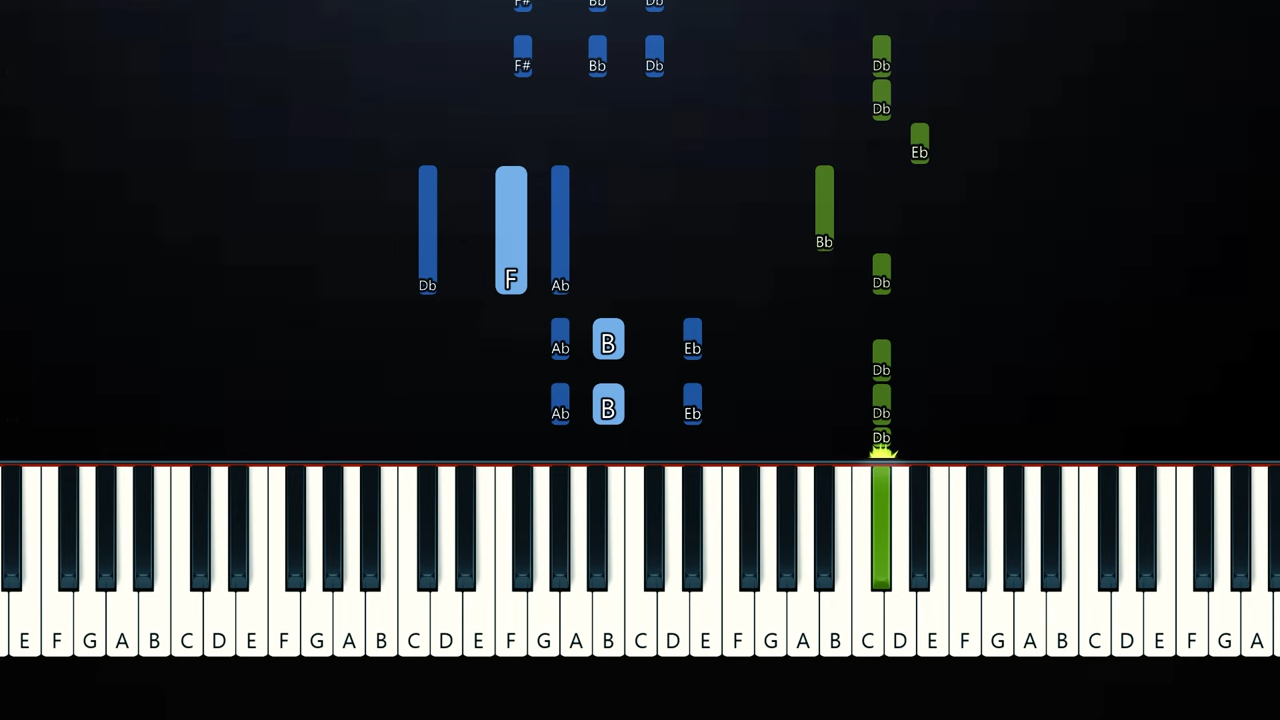 F# Bb Db
F# Bb Db Db
Db
Eb
Bb
Db F Ab Db
Ab B Eb
Db
Ab B Eb Db
Db
E F G A B C D E F G A B C D E F G A B C D E F G A B C D E F G A B C D E F G A